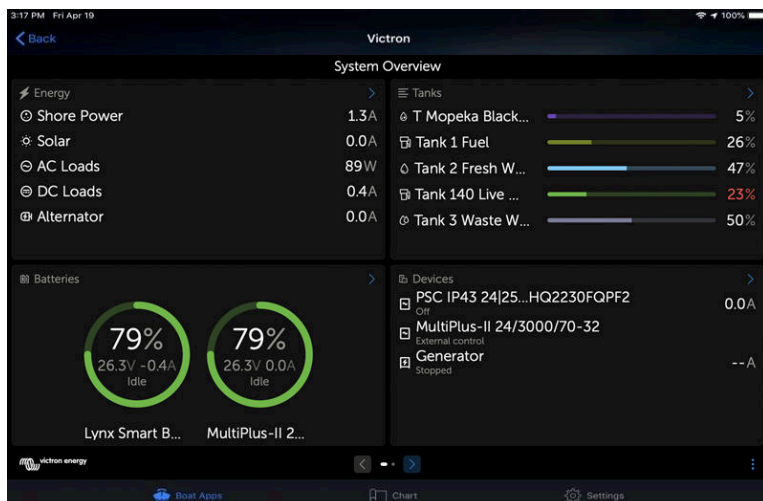 3:17 PM Fri Apr 19
100%
Back
Victron
System Overview
Energy
Shore Power 1.3A
Solar 0.0A
AC Loads 89W
DC Loads 0.4A
Alternator 0.0A
Tanks
T Mopeka Black... 5%
Tank 1 Fuel 26%
Tank 2 Fresh W... 47%
Tank 140 Live ... 23%
Tank 3 Waste W... 50%
Batteries
79%
26.3V -0.4A
Idle
Lynx Smart B...
79%
26.3V 0.0A
Idle
MultiPlus-II 2...
Devices
PSC IP43 24|25...HQ2230FQPF2 0.0A
Off
MultiPlus-II 24/3000/70-32
External control
Generator --A
Stopped
victron energy
Boat Apps
Chart
Settings